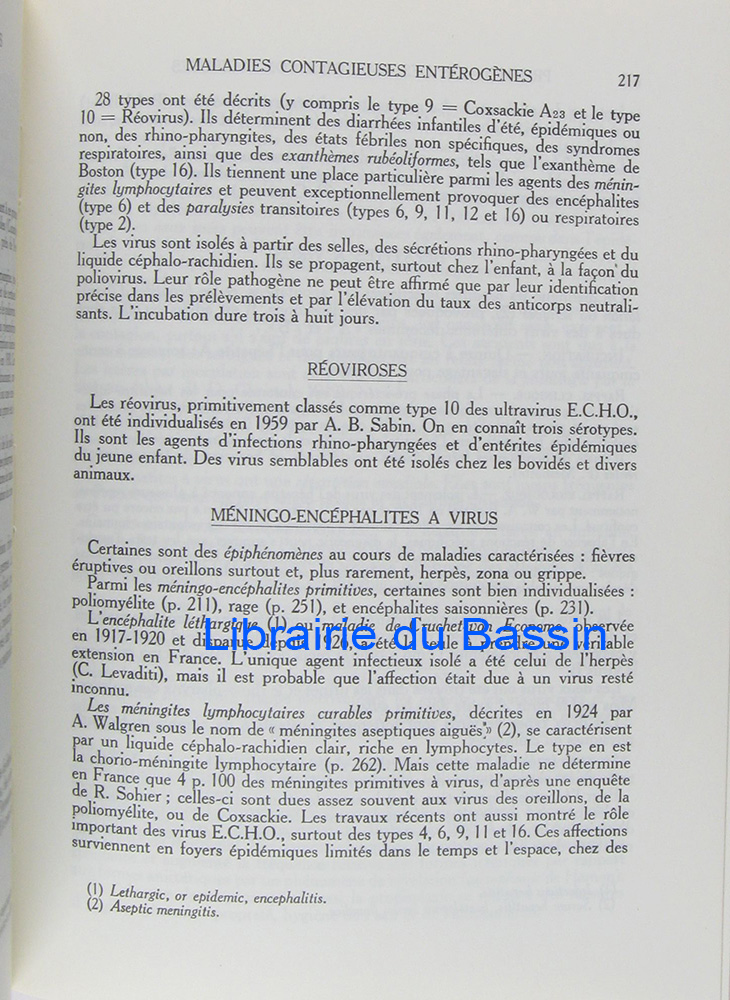 MALADIES CONTAGIEUSES ENTÉROGÈNES
217
28 types ont été décrits (y compris le type 9 = Coxsackie A23 et le type
10 = Réovirus). Ils déterminent des diarrhées infantiles d'été, épidémiques ou
non, des rhino-pharyngites, des états fébriles non spécifiques, des syndromes
respiratoires, ainsi que des exanthèmes rubéoliformes, tels que l'exanthème de
Boston (type 16). Ils tiennent une place particulière parmi les agents des ménin-
gites lymphocytaires et peuvent exceptionnellement provoquer des encéphalites
(type 6) et des paralysies transitoires (types 6, 9, 11, 12 et 16) ou respiratoires
(type 2).
Les virus sont isolés à partir des selles, des sécrétions rhino-pharyngées et du
liquide céphalo-rachidien. Ils se propagent, surtout chez l'enfant, à la façon du
poliovirus. Leur rôle pathogène ne peut être affirmé que par leur identification
précise dans les prélèvements et par l'élévation du taux des anticorps neutrali-
sants. L'incubation dure trois à huit jours.
RÉOVIROSES
Les réovirus, primitivement classés comme type 10 des ultravirus E.C.H.O.,
ont été individualisés en 1959 par A. B. Sabin. On en connaît trois sérotypes.
Ils sont les agents d'infections rhino-pharyngées et d'entérites épidémiques
du jeune enfant. Des virus semblables ont été isolés chez les bovidés et divers
animaux.
MÉNINGO-ENCÉPHALITES A VIRUS
Certaines sont des épiphénomènes au cours de maladies caractérisées : fièvres
éruptives ou oreillons surtout et, plus rarement, herpès, zona ou grippe.
Parmi les méningo-encéphalites primitives, certaines sont bien individualisées :
poliomyélite (p. 211), rage (p. 251), et encéphalites saisonnières (p. 231).
L'encéphalite léthargique (1) ou maladie de Cruchet-von Economo, observée
en 1917-1920 et disparue depuis 1926, a été la seule à prendre une véritable
Librairie du Bassin
extension en France. L'unique agent infectieux isolé a été celui de l'herpès
(C. Levaditi), mais il est probable que l'affection était due à un virus resté
inconnu.
Les méningites lymphocytaires curables primitives, décrites en 1924 par
A. Walgren sous le nom de « méningites aseptiques aiguës » (2), se caractérisent
par un liquide céphalo-rachidien clair, riche en lymphocytes. Le type en est
la chorio-méningite lymphocytaire (p. 262). Mais cette maladie ne détermine
en France que 4 p. 100 des méningites primitives à virus, d'après une enquête
de R. Sohier ; celles-ci sont dues assez souvent aux virus des oreillons, de la
poliomyélite, ou de Coxsackie. Les travaux récents ont aussi montré le rôle
important des virus E.C.H.O., surtout des types 4, 6, 9, 11 et 16. Ces affections
surviennent en foyers épidémiques limités dans le temps et l'espace, chez des
(1) Lethargic, or epidemic, encephalitis.
(2) Aseptic meningitis.